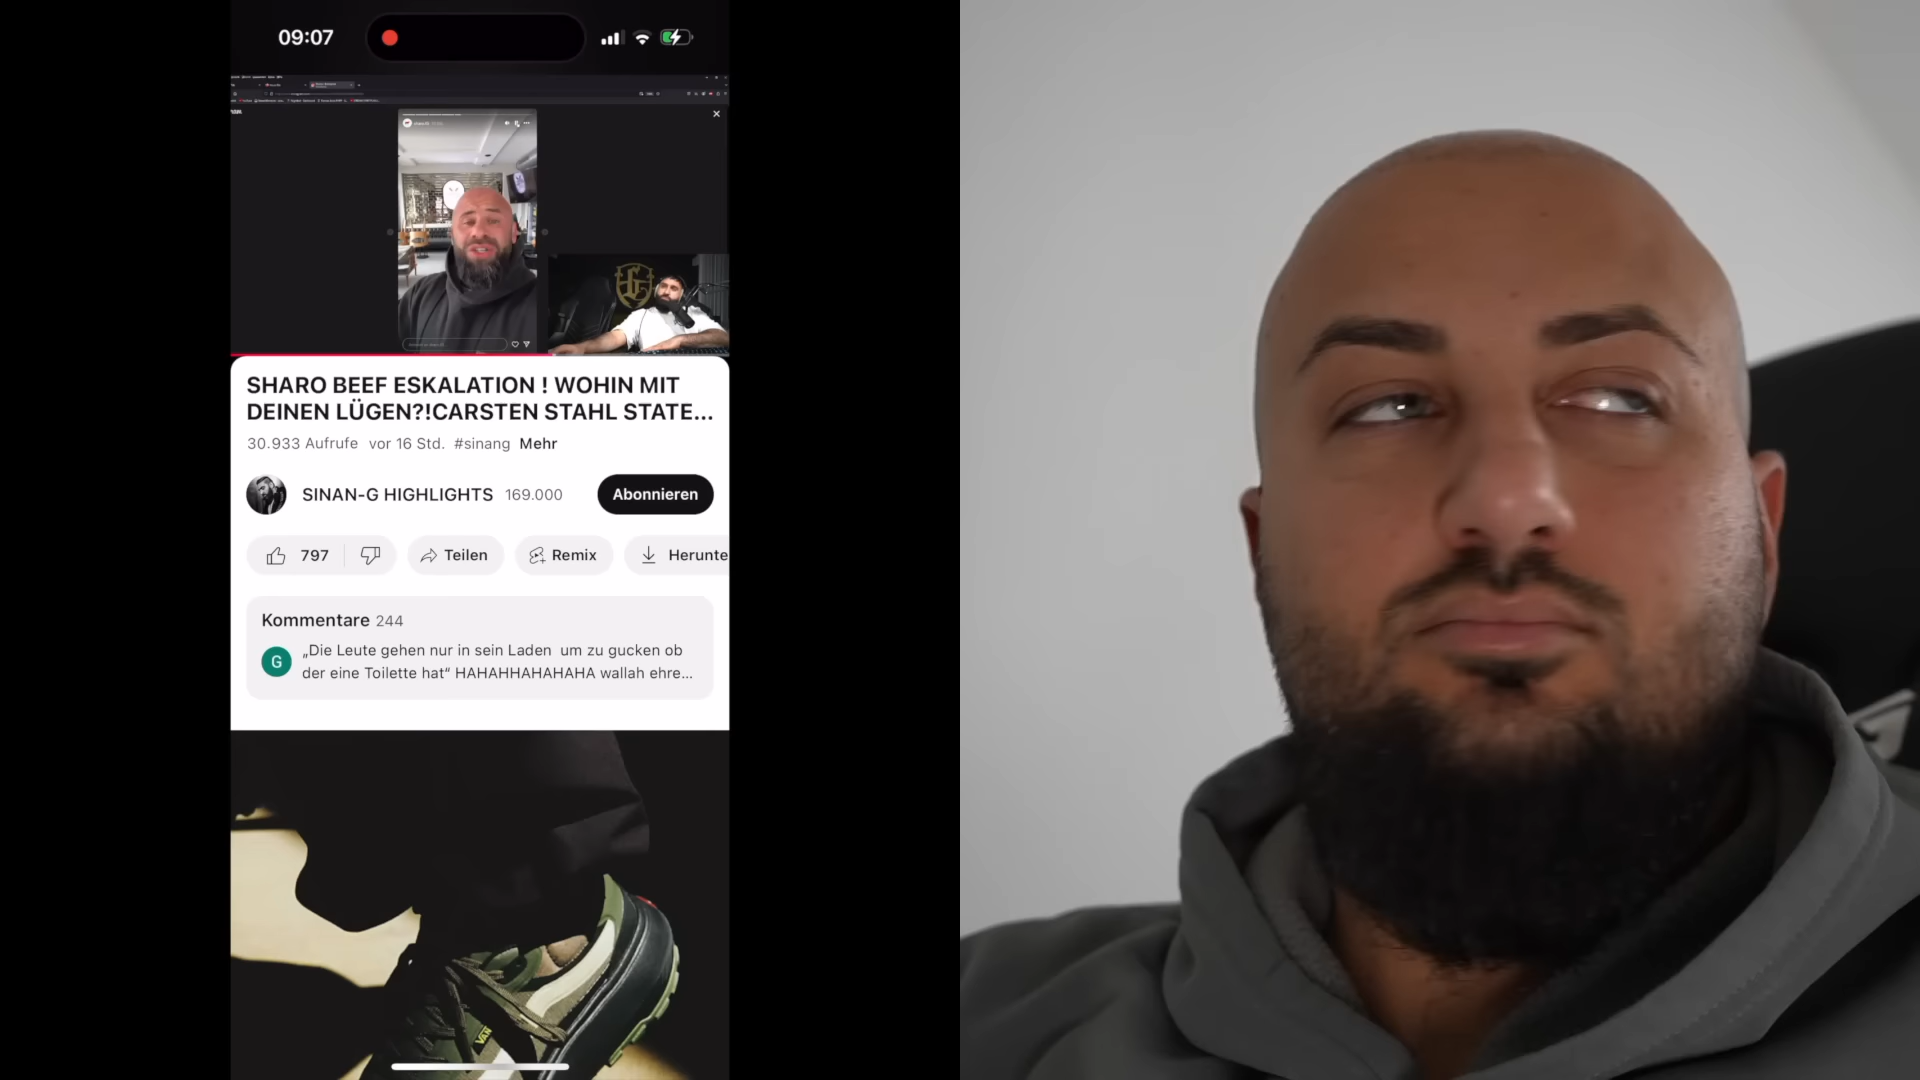 09:07
SHARO BEEF ESKALATION ! WOHIN MIT
DEINEN LÜGEN?!CARSTEN STAHL STATE...
30.933 Aufrufe vor 16 Std. #sinang Mehr
SINAN-G HIGHLIGHTS 169.000
Abonnieren
797
Teilen
Remix
Herunte
Kommentare 244
G
„Die Leute gehen nur in sein Laden um zu gucken ob
der eine Toilette hat“ HAHAHHAHAHAHA wallah ehre...
VAN